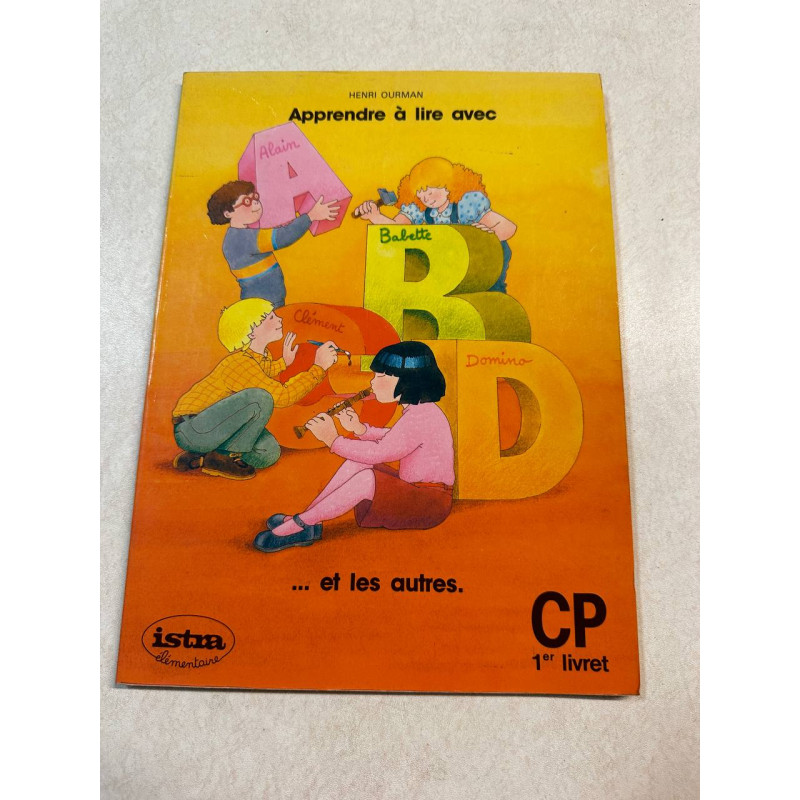 HENRI OURMAN
Apprendre à lire avec
A
Alain
B
Babette
C
Clément
D
Domino
... et les autres.
istra
élémentaire
CP
1er livret